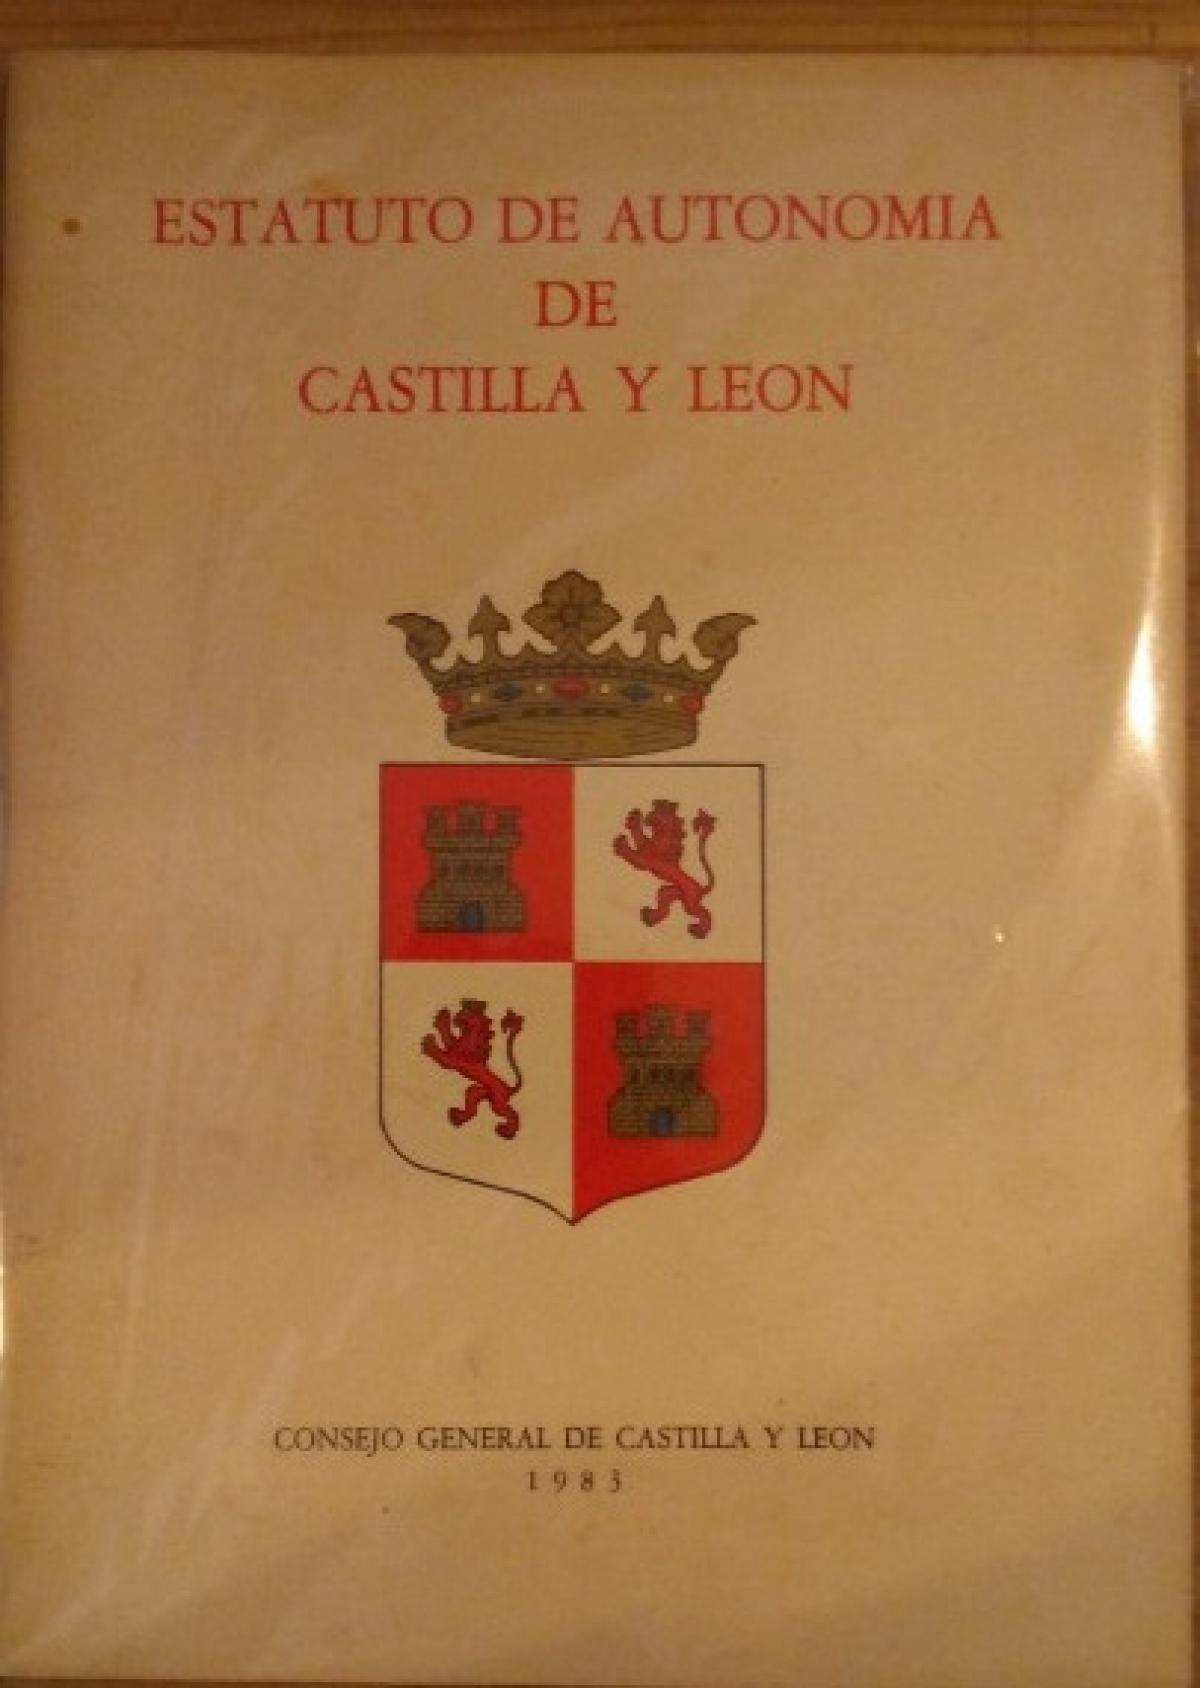 ESTATUTO DE AUTONOMIA
DE
CASTILLA Y LEON
CONSEJO GENERAL DE CASTILLA Y LEON
1983